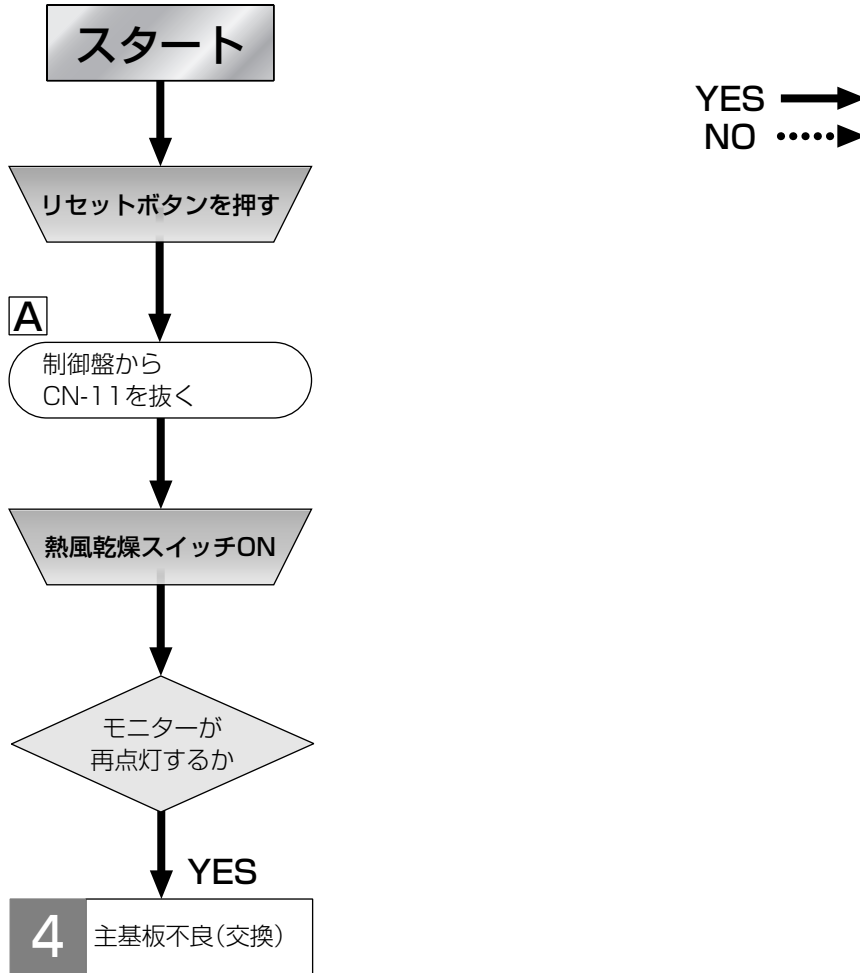 スタート
YES
NO
リセットボタンを押す
A
制御盤から
CN-11を抜く
熱風乾燥スイッチON
モニターが
再点灯するか
YES
4
主基板不良(交換)